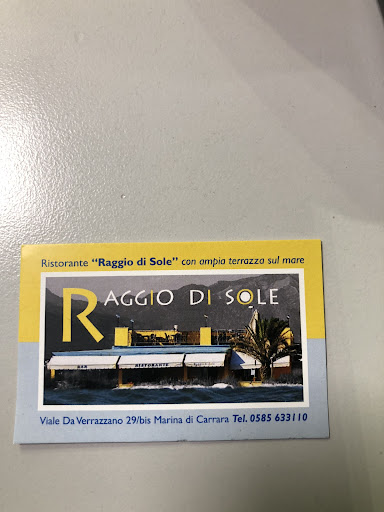 Ristorante "Raggio di Sole" con ampia terrazza sul mare
RAGGIO DI SOLE
BAR RISTORANTE
Viale Da Verrazzano 29/bis Marina di Carrara Tel. 0585 633110